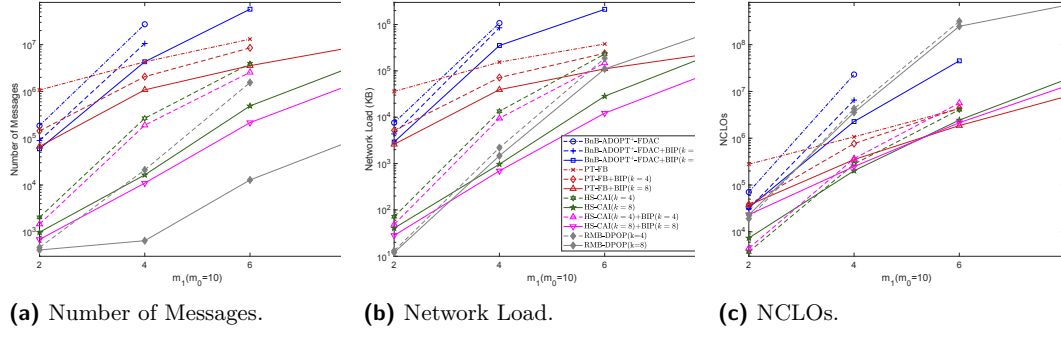 10^7
10^6
10^5
10^4
10^3
Number of Messages
2
4
6
m_1(m_0=10)
10^6
10^5
10^4
10^3
10^2
10^1
Network Load (KB)
2
4
6
m_1(m_0=10)
BnB-ADOPT^+-FDAC
BnB-ADOPT^+-FDAC+BIP(k =
BnB-ADOPT^+-FDAC+BIP(k =
PT-FB
PT-FB+BIP(k = 4)
PT-FB+BIP(k = 8)
HS-CAI(k = 4)
HS-CAI(k = 8)
HS-CAI(k = 4)+BIP(k = 4)
HS-CAI(k = 8)+BIP(k = 8)
RMB-DPOP(k=4)
RMB-DPOP(k=8)
10^8
10^7
10^6
10^5
10^4
NCLOs
2
4
6
m_1(m_0=10)
(a) Number of Messages.
(b) Network Load.
(c) NCLOs.